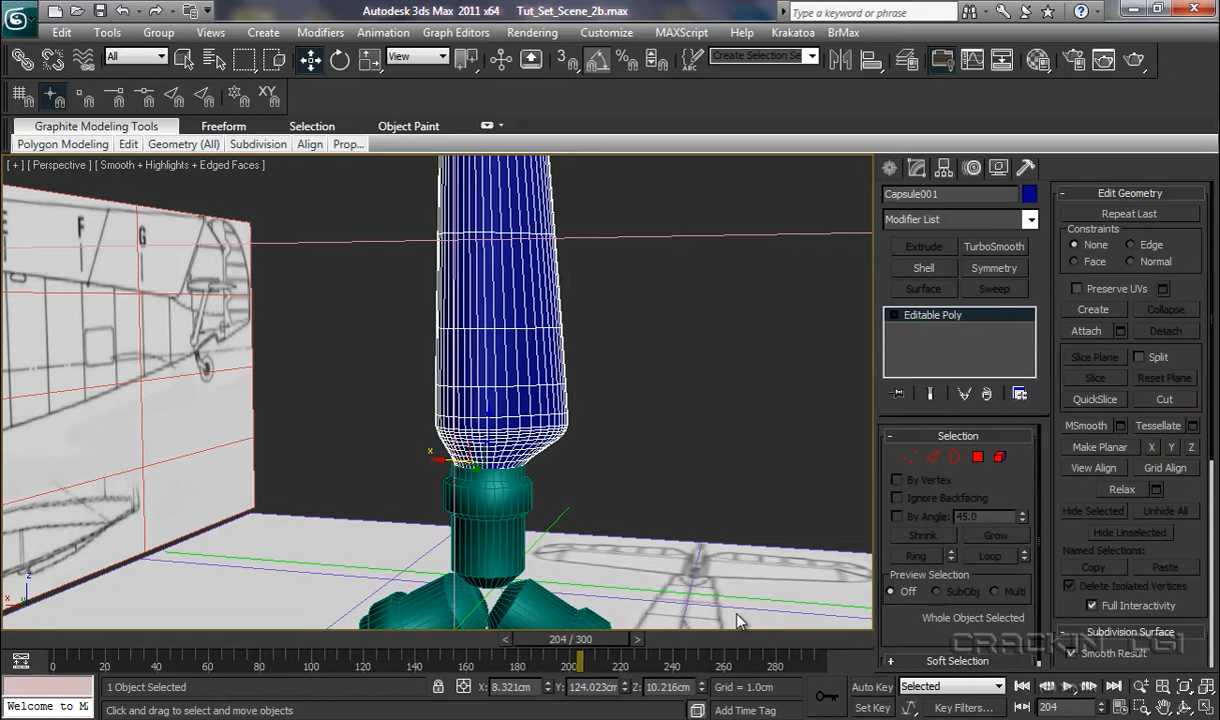 Autodesk 3ds Max 2011 x64 Tut_Set_Scene_2b.max
Type a keyword or phrase
Edit Tools Group Views Create Modifiers Animation Graph Editors Rendering Customize MAXScript Help Krakatoa BrMax
All View Create Selection Se
XY
Graphite Modeling Tools Freeform Selection Object Paint
Polygon Modeling Edit Geometry (All) Subdivision Align Prop...
[ + ] [ Perspective ] [ Smooth + Highlights + Edged Faces ]
F
G
x
z
x
Capsule001
Modifier List
Extrude TurboSmooth
Shell Symmetry
Surface Sweep
Editable Poly
- Selection
By Vertex
Ignore Backfacing
By Angle: 45.0
Shrink Grow
Ring Loop
Preview Selection
Off SubObj Multi
Whole Object Selected
+ Soft Selection
- Edit Geometry
Repeat Last
Constraints
None Edge
Face Normal
Preserve UVs
Create Collapse
Attach Detach
Slice Plane Split
Slice Reset Plane
QuickSlice Cut
MSmooth Tessellate
Make Planar X Y Z
View Align Grid Align
Relax
Hide Selected Unhide All
Hide Unselected
Named Selections:
Copy Paste
Delete Isolated Vertices
Full Interactivity
- Subdivision Surface
Smooth Result
CRACKIN CGI
< 204 / 300 >
0 20 40 60 80 100 120 140 160 180 200 220 240 260 280
1 Object Selected X: 8.321cm Y: 124.023cm Z: 10.216cm Grid = 1.0cm Auto Key Selected
Welcome to M Click and drag to select and move objects Add Time Tag Set Key Key Filters... 204